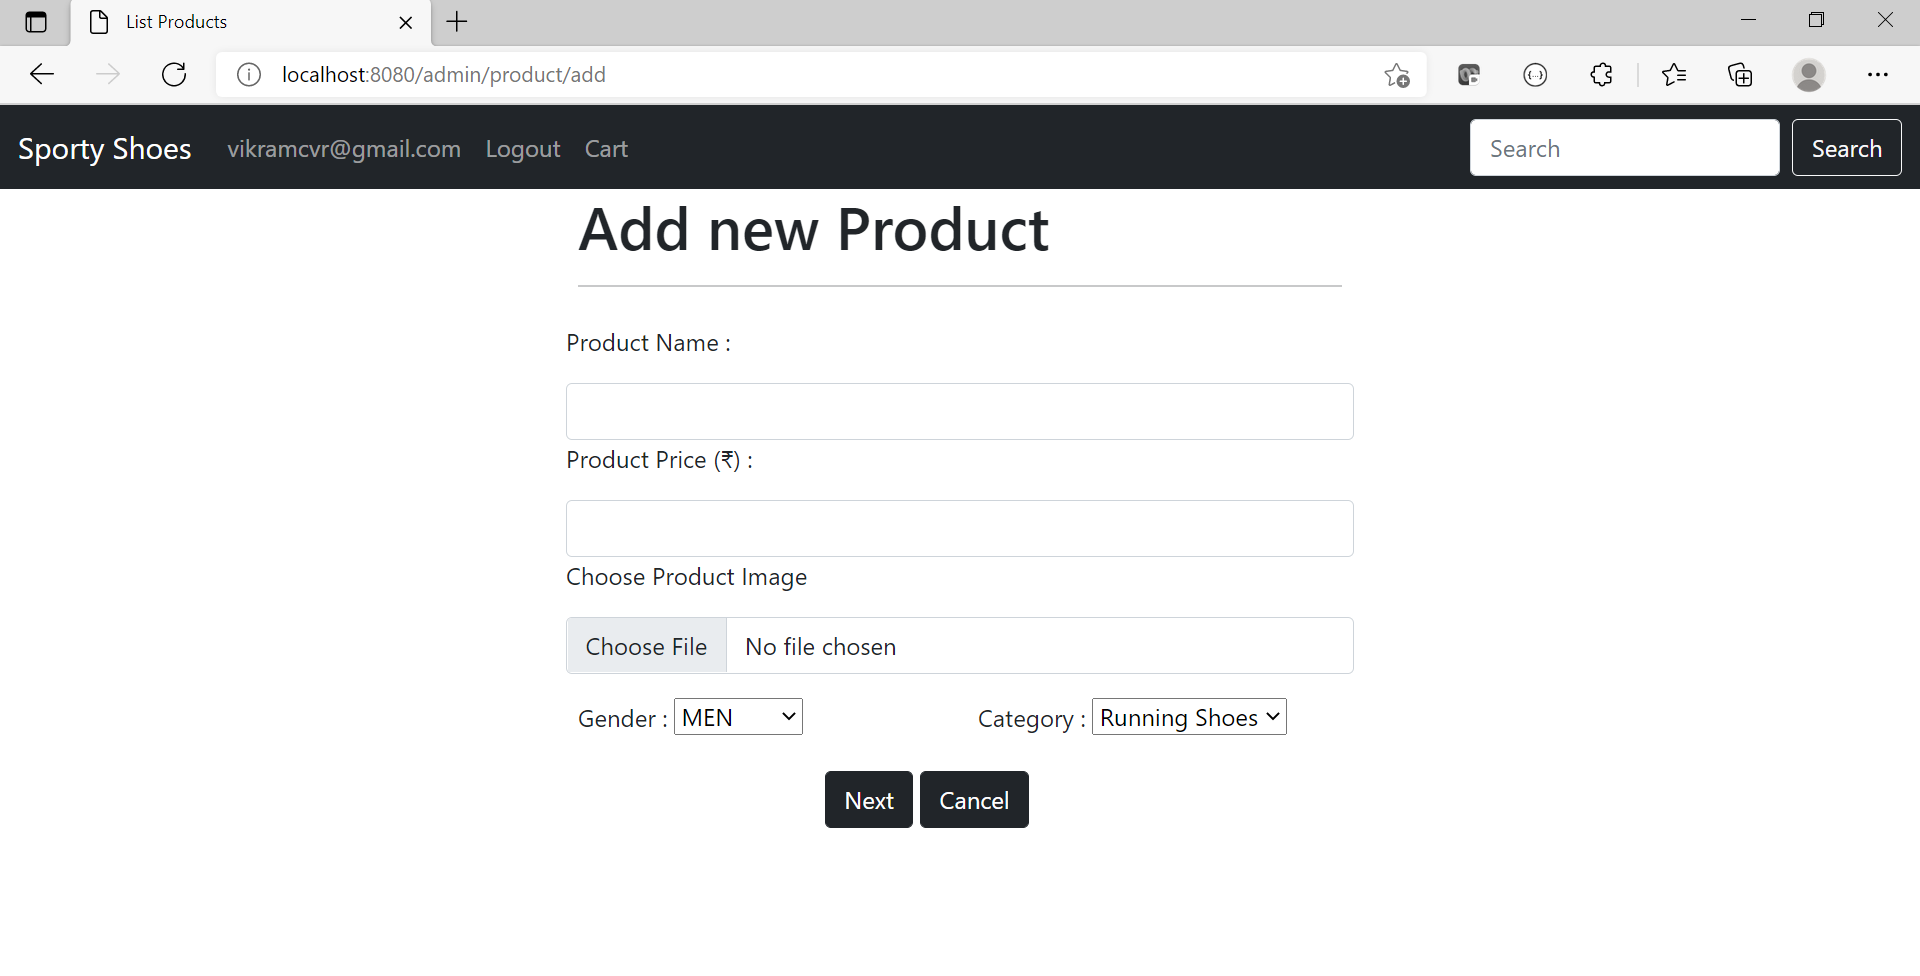 List Products
localhost:8080/admin/product/add
Sporty Shoes vikramcvr@gmail.com Logout Cart Search Search
Add new Product
Product Name :
Product Price (₹) :
Choose Product Image
Choose File No file chosen
Gender : MEN Category : Running Shoes
Next Cancel